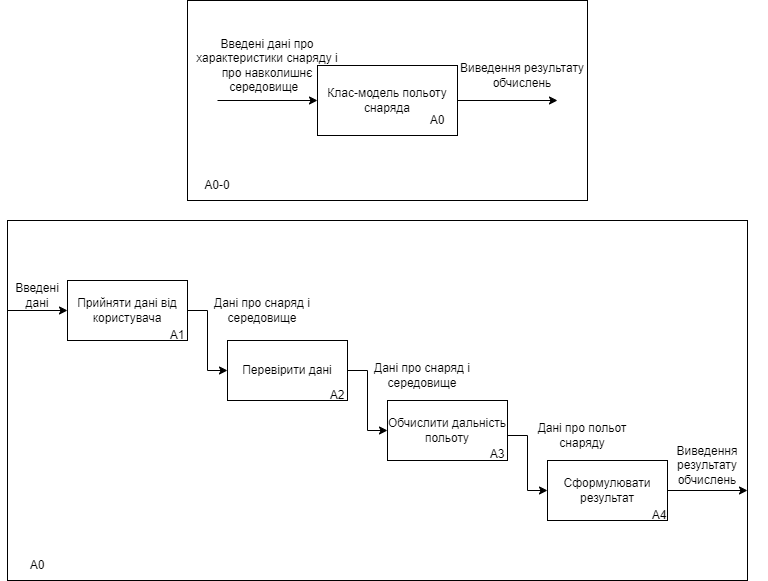 Введені дані про
характеристики снаряду і
про навколишнє
середовище
Клас-модель польоту
снаряда
A0
Виведення результату
обчислень
A0-0
Введені
дані
Прийняти дані від
користувача
A1
Дані про снаряд і
середовище
Перевірити дані
A2
Дані про снаряд і
середовище
Обчислити дальність
польоту
A3
Дані про польот
снаряду
Сформулювати
результат
A4
Виведення
результату
обчислень
A0